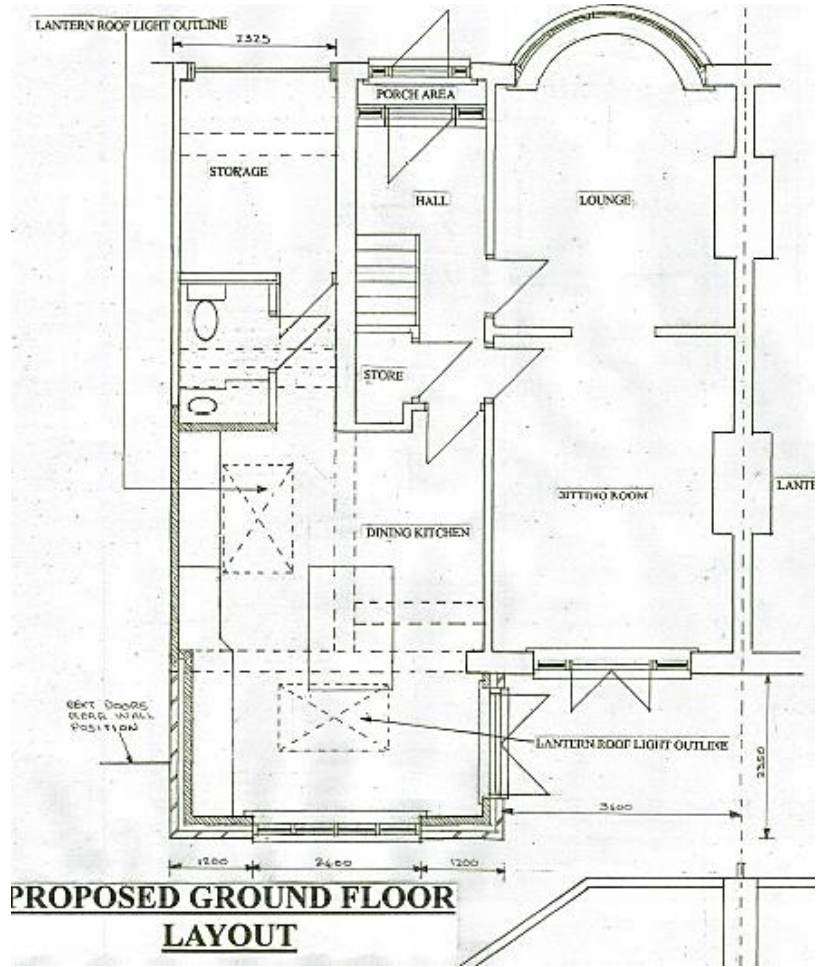 LANTERN ROOF LIGHT OUTLINE
2325
PORCH AREA
STORAGE
HALL
LOUNGE
STORE
SITTING ROOM
LANTE
DINING KITCHEN
NEXT DOORS
REAR WALL
POSITION
LANTERN ROOF LIGHT OUTLINE
2350
3400
1200
2400
1200
PROPOSED GROUND FLOOR
LAYOUT